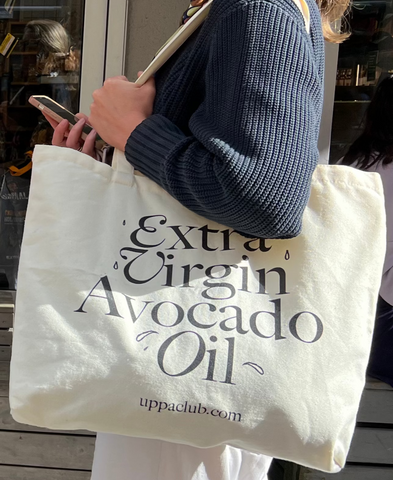 Extra
Virgin
Avocado
Oil
uppaclub.com